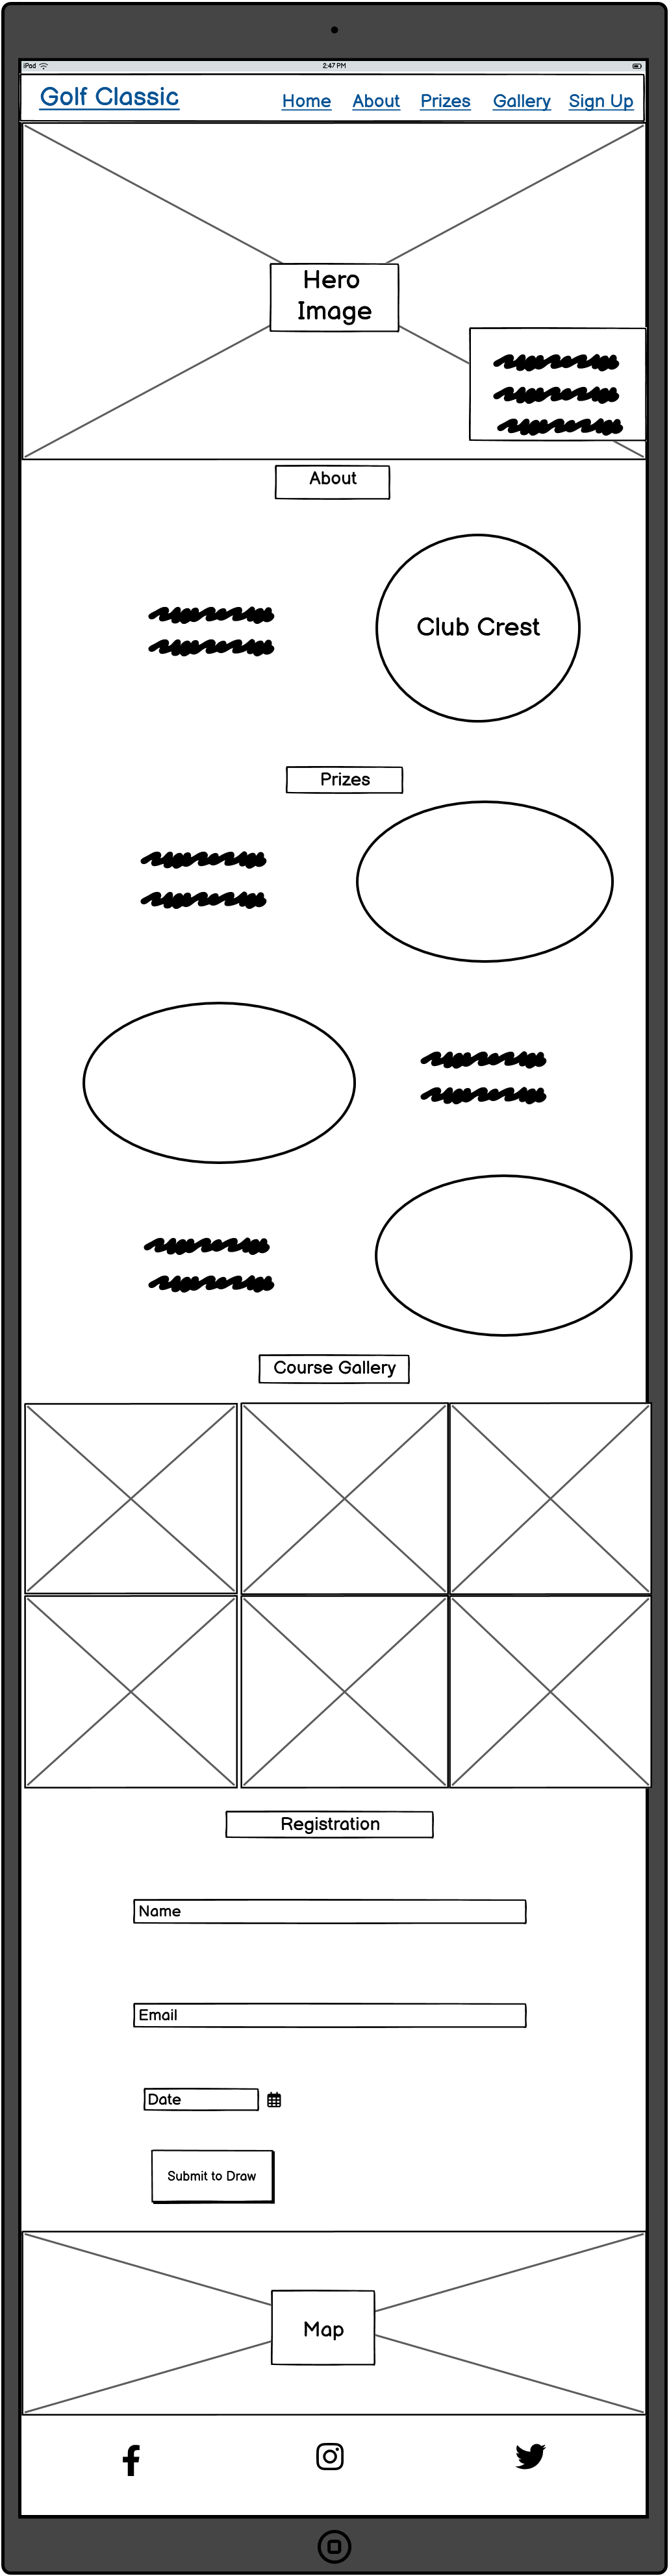 iPad
2:47 PM
Golf Classic
Home About Prizes Gallery Sign Up
Hero
Image
About
Club Crest
Prizes
Course Gallery
Registration
Name
Email
Date
Submit to Draw
Map